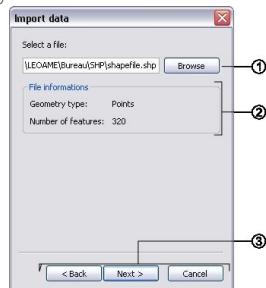 Import data
Select a file:
\LEOAME\Bureau\SHP\shapefile.shp Browse ①
File informations
Geometry type: Points ②
Number of features: 320
③
< Back Next > Cancel